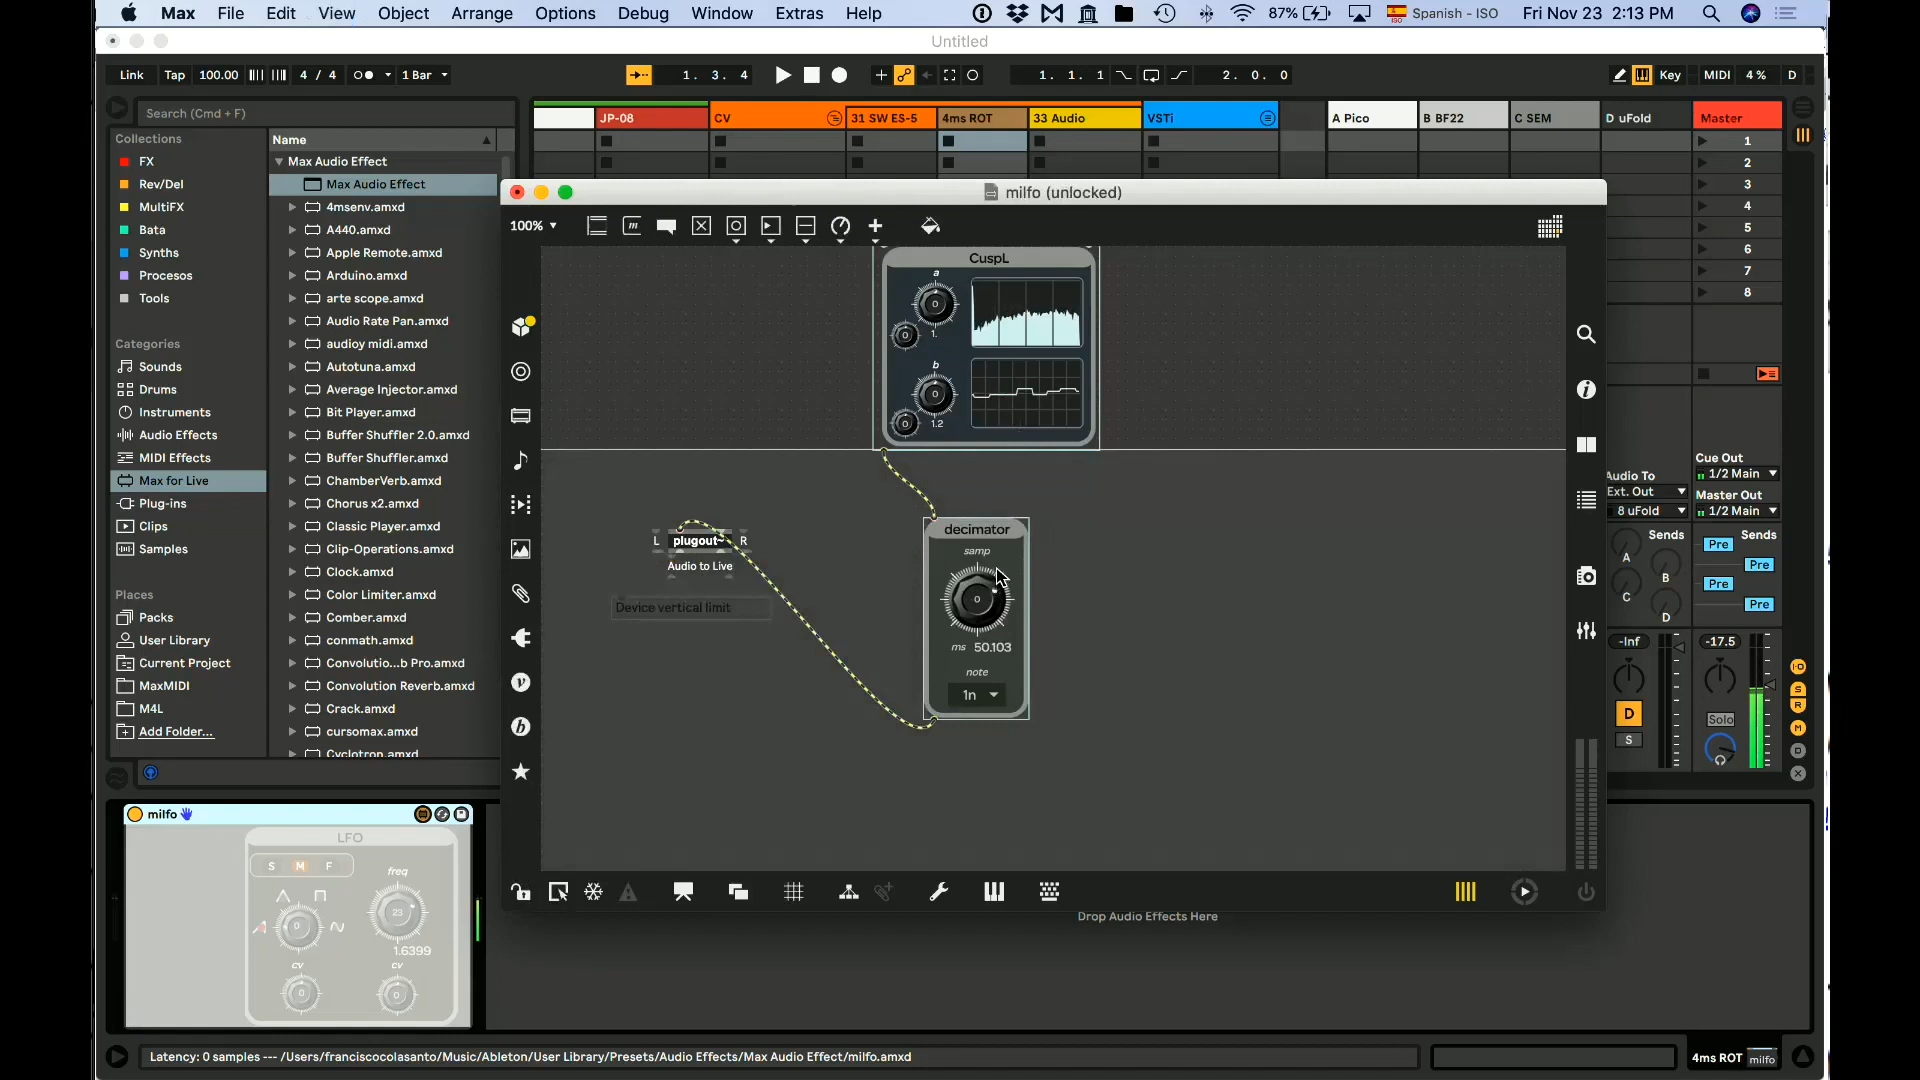 Max File Edit View Object Arrange Options Debug Window Extras Help
87% Spanish - ISO Fri Nov 23 2:13 PM
Untitled
Link Tap 100.00 4 / 4 1 Bar
1. 3. 4
1. 1. 1
2. 0. 0
Key MIDI 4 % D
Search (Cmd + F)
Collections
FX
Rev/Del
MultiFX
Bata
Synths
Procesos
Tools
Categories
Sounds
Drums
Instruments
Audio Effects
MIDI Effects
Max for Live
Plug-ins
Clips
Samples
Places
Packs
User Library
Current Project
MaxMIDI
M4L
Add Folder...
Name
Max Audio Effect
Max Audio Effect
4msenv.amxd
A440.amxd
Apple Remote.amxd
Arduino.amxd
arte scope.amxd
Audio Rate Pan.amxd
audioy midi.amxd
Autotuna.amxd
Average Injector.amxd
Bit Player.amxd
Buffer Shuffler 2.0.amxd
Buffer Shuffler.amxd
ChamberVerb.amxd
Chorus x2.amxd
Classic Player.amxd
Clip-Operations.amxd
Clock.amxd
Color Limiter.amxd
Comber.amxd
conmath.amxd
Convolutio...b Pro.amxd
Convolution Reverb.amxd
Crack.amxd
cursomax.amxd
Cyclotron.amxd
JP-08 CV 31 SW ES-5 4ms ROT 33 Audio VSTi A Pico B BF22 C SEM D uFold Master
1
2
3
4
5
6
7
8
milfo (unlocked)
100%
m
CuspL
a
0
0
1.
b
0
0
1.2
L plugout~ R
Audio to Live
Device vertical limit
decimator
samp
0
ms 50.103
note
1n
Audio To
Ext. Out
8 uFold
Sends
A
B
C
D
-Inf
D
S
Cue Out
1/2 Main
Master Out
1/2 Main
Sends
Pre
Pre
Pre
Pre
-17.5
Solo
I-O
S
R
M
D
milfo
LFO
S M F
freq
23
1.6399
0
cv
0
cv
0
Drop Audio Effects Here
Latency: 0 samples --- /Users/franciscocolasanto/Music/Ableton/User Library/Presets/Audio Effects/Max Audio Effect/milfo.amxd
4ms ROT milfo